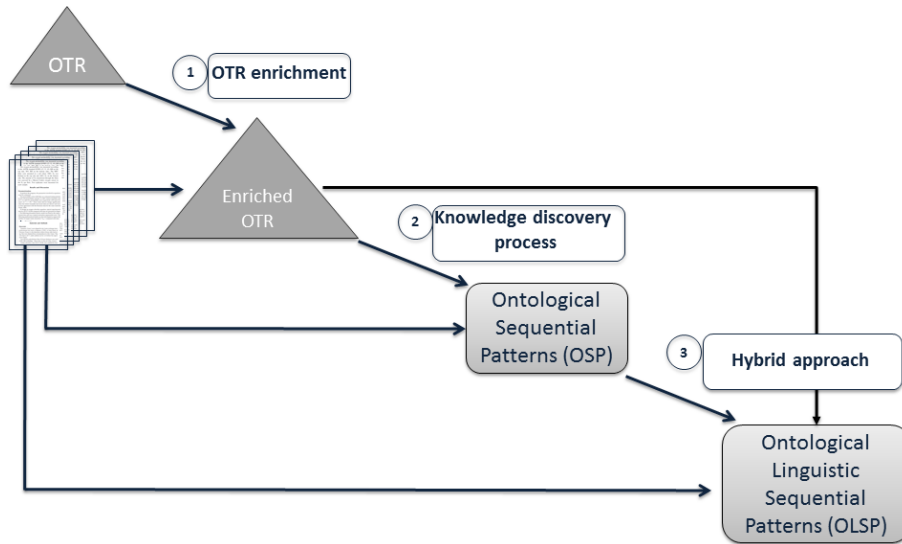 OTR
1
OTR enrichment
Enriched
OTR
2
Knowledge discovery
process
Ontological
Sequential
Patterns (OSP)
3
Hybrid approach
Ontological
Linguistic
Sequential
Patterns (OLSP)